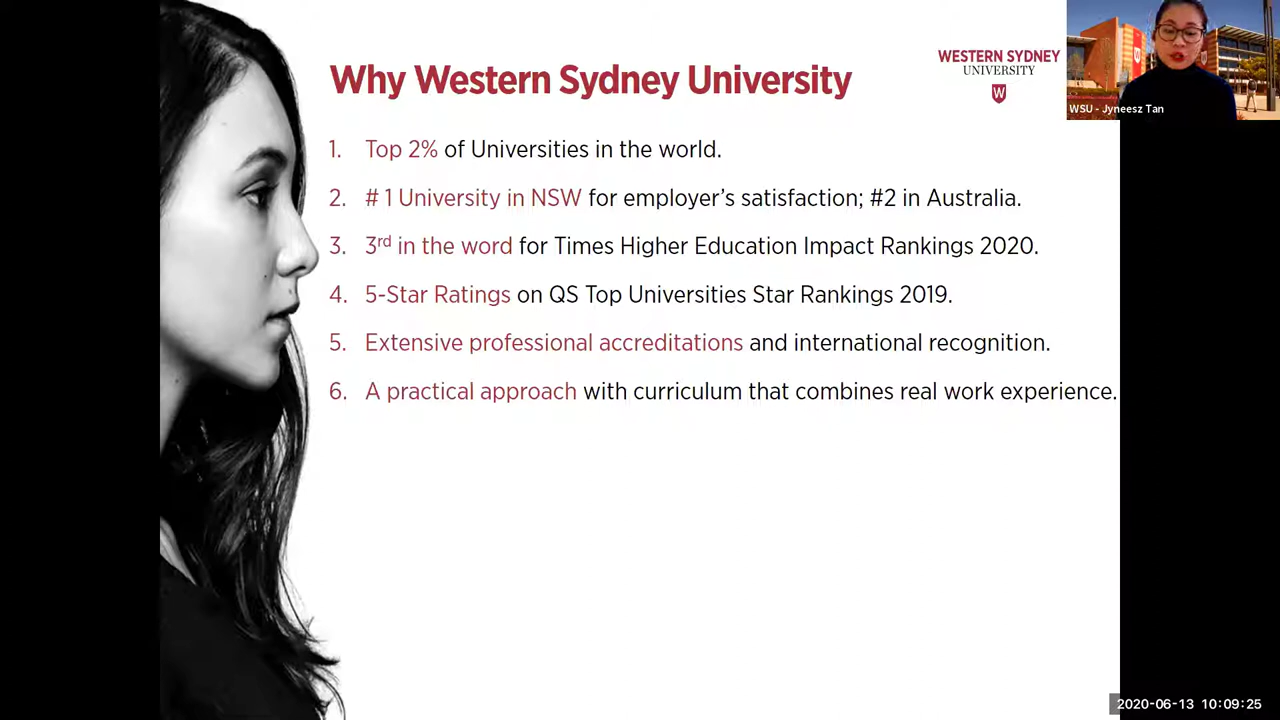 Why Western Sydney University
WESTERN SYDNEY
UNIVERSITY
W
WSU - Jyneesz Tan
1. Top 2% of Universities in the world.
2. # 1 University in NSW for employer’s satisfaction; #2 in Australia.
3. 3rd in the word for Times Higher Education Impact Rankings 2020.
4. 5-Star Ratings on QS Top Universities Star Rankings 2019.
5. Extensive professional accreditations and international recognition.
6. A practical approach with curriculum that combines real work experience.
2020-06-13 10:09:25